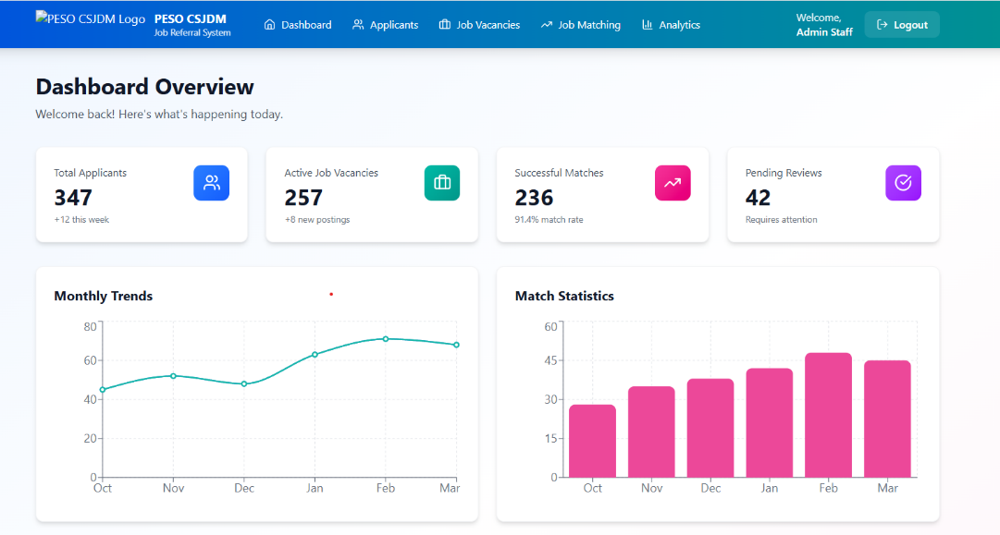 PESO CSJDM Logo
PESO CSJDM
Job Referral System
Dashboard
Applicants
Job Vacancies
Job Matching
Analytics
Welcome,
Admin Staff
Logout
Dashboard Overview
Welcome back! Here's what's happening today.
Total Applicants
347
+12 this week
Active Job Vacancies
257
+8 new postings
Successful Matches
236
91.4% match rate
Pending Reviews
42
Requires attention
Monthly Trends
80
60
40
20
0
Oct Nov Dec Jan Feb Mar
Match Statistics
60
45
30
15
0
Oct Nov Dec Jan Feb Mar